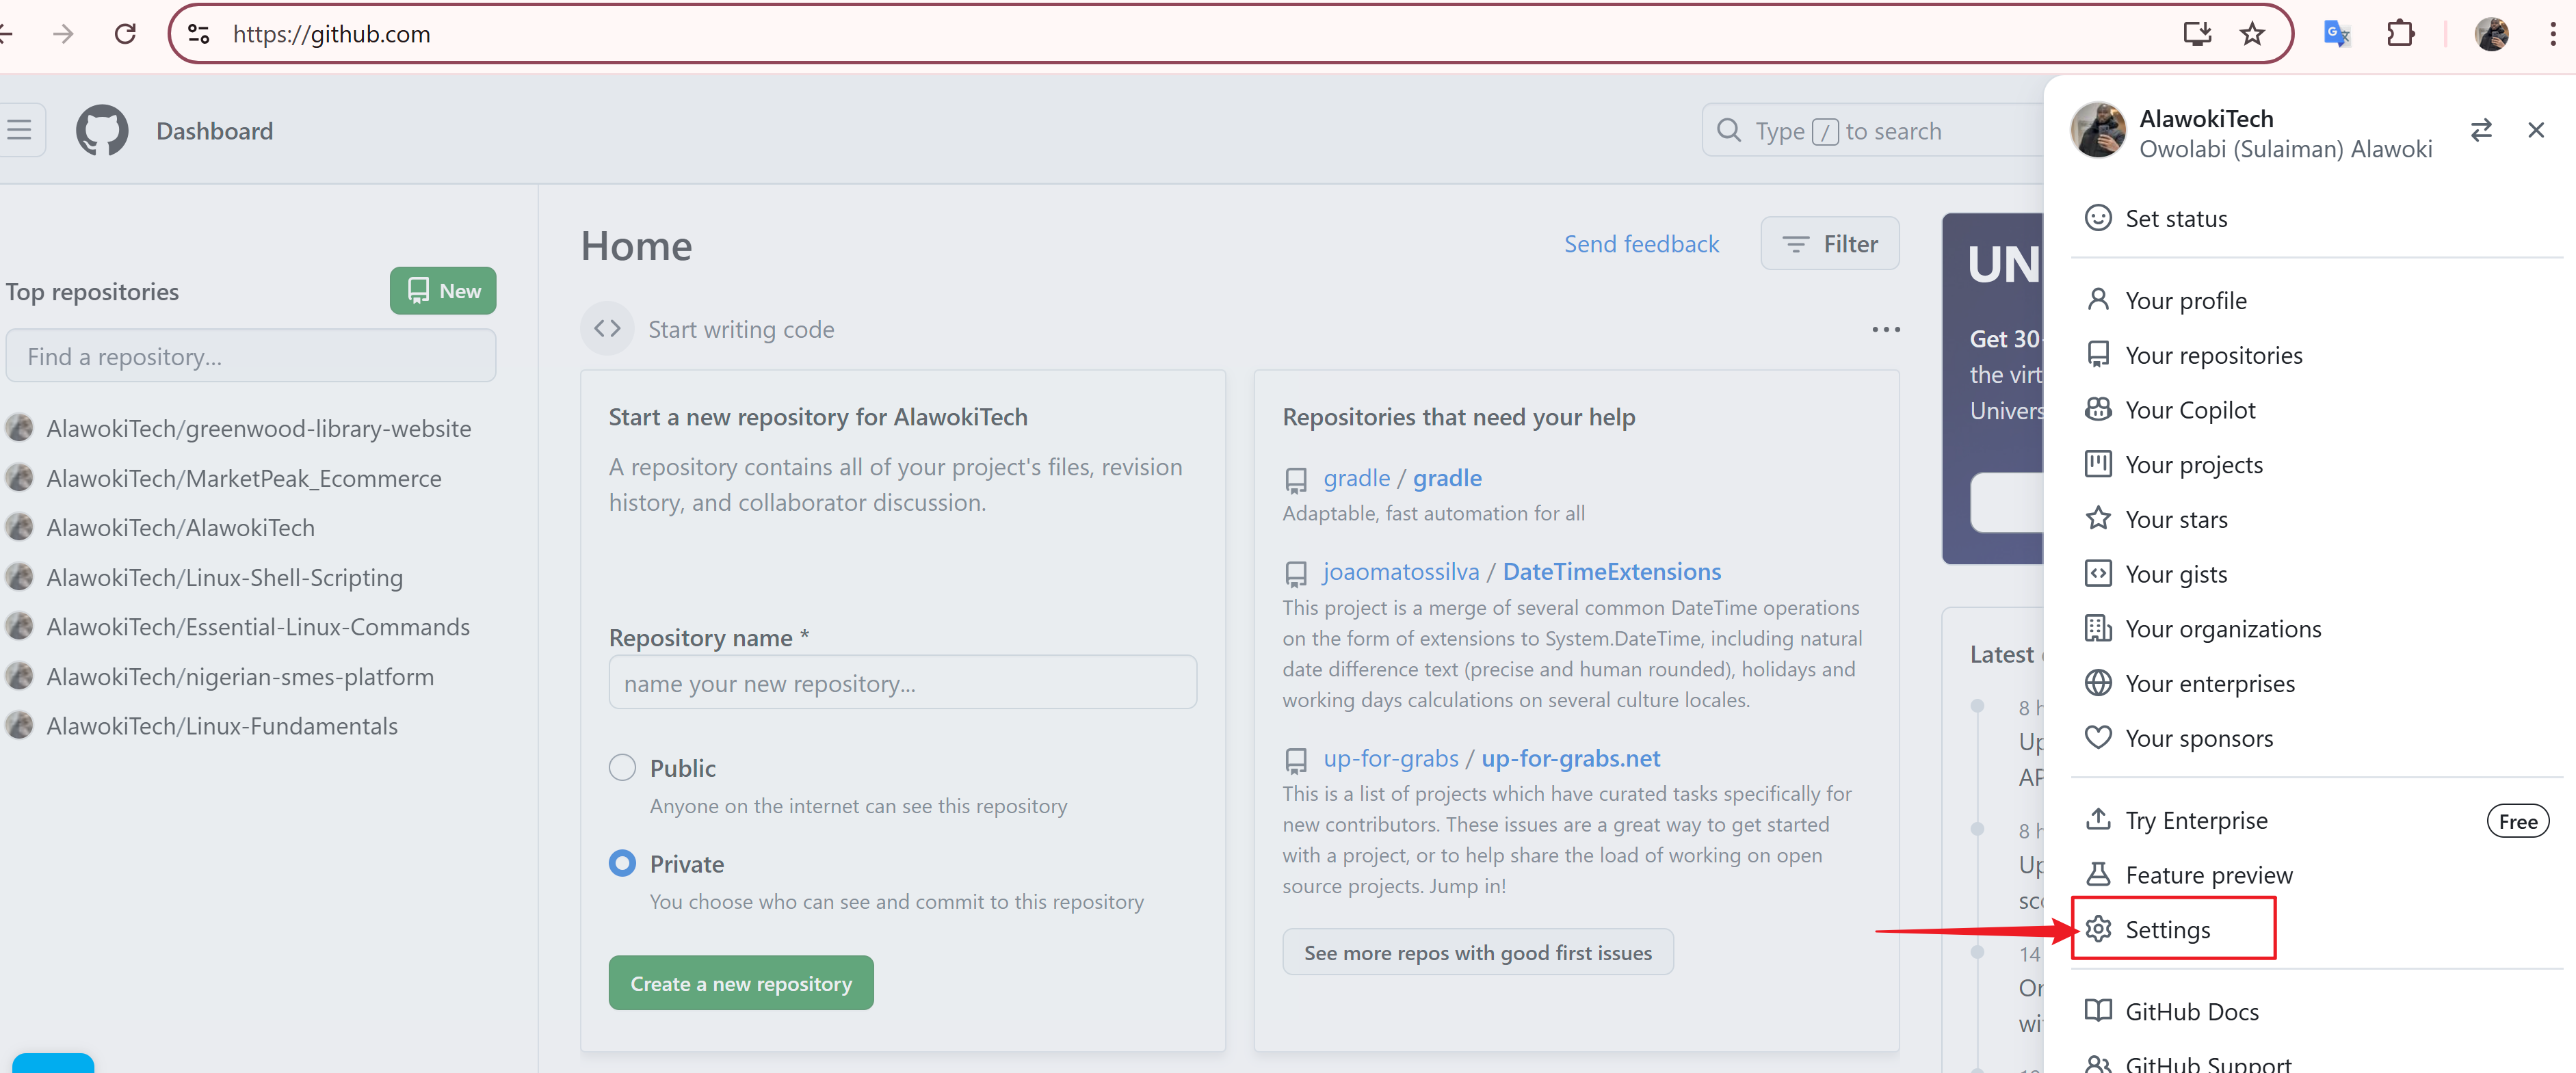 https://github.com
Dashboard
Type / to search
AlawokiTech
Owolabi (Sulaiman) Alawoki
Set status
Your profile
Your repositories
Your Copilot
Your projects
Your stars
Your gists
Your organizations
Your enterprises
Your sponsors
Try Enterprise
Free
Feature preview
Settings
GitHub Docs
GitHub Support
Top repositories
New
Find a repository...
AlawokiTech/greenwood-library-website
AlawokiTech/MarketPeak_Ecommerce
AlawokiTech/AlawokiTech
AlawokiTech/Linux-Shell-Scripting
AlawokiTech/Essential-Linux-Commands
AlawokiTech/nigerian-smes-platform
AlawokiTech/Linux-Fundamentals
Home
Send feedback
Filter
Start writing code
Start a new repository for AlawokiTech
A repository contains all of your project's files, revision
history, and collaborator discussion.
Repository name *
name your new repository...
Public
Anyone on the internet can see this repository
Private
You choose who can see and commit to this repository
Create a new repository
Repositories that need your help
gradle / gradle
Adaptable, fast automation for all
joaomatossilva / DateTimeExtensions
This project is a merge of several common DateTime operations
on the form of extensions to System.DateTime, including natural
date difference text (precise and human rounded), holidays and
working days calculations on several culture locales.
up-for-grabs / up-for-grabs.net
This is a list of projects which have curated tasks specifically for
new contributors. These issues are a great way to get started
with a project, or to help share the load of working on open
source projects. Jump in!
See more repos with good first issues
UN
Get 30-
the virt
Univers
Latest
8 h
Up
AP
8 h
Up
sc
14
On
wi